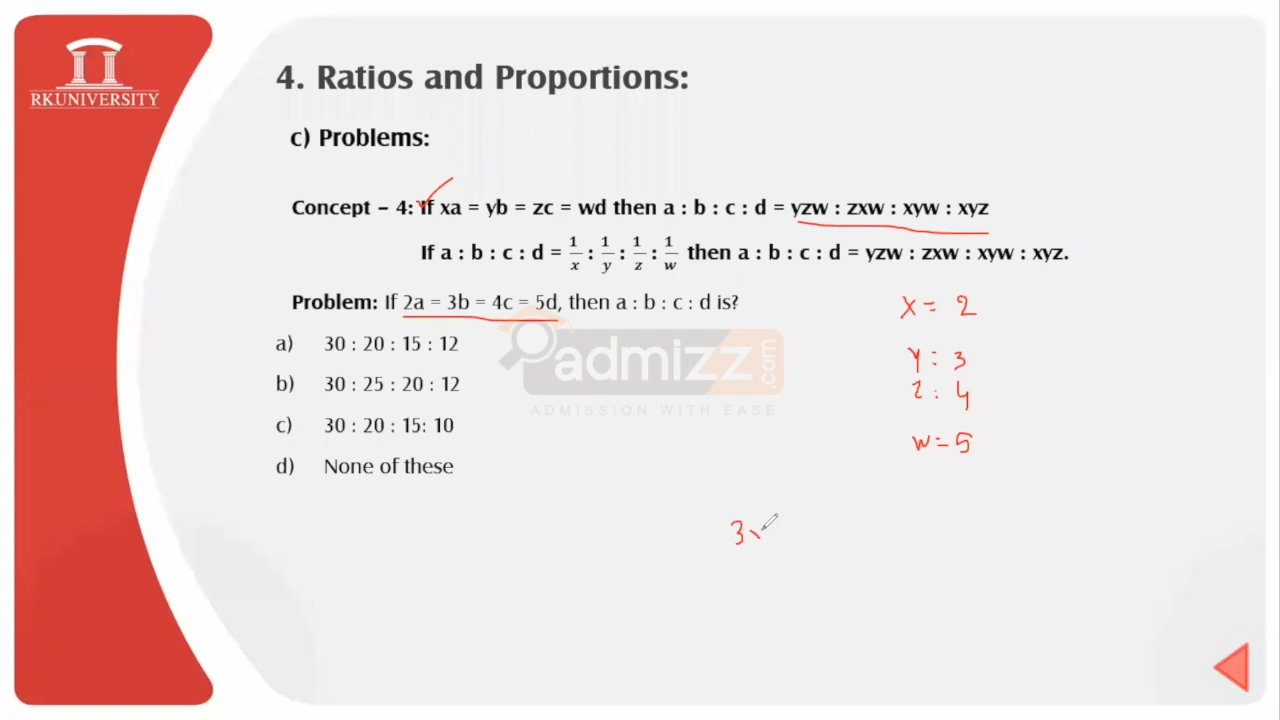 RKUNIVERSITY
4. Ratios and Proportions:
c) Problems:
Concept – 4: If xa = yb = zc = wd then a : b : c : d = yzw : zxw : xyw : xyz
If a : b : c : d = 1/x : 1/y : 1/z : 1/w then a : b : c : d = yzw : zxw : xyw : xyz.
Problem: If 2a = 3b = 4c = 5d, then a : b : c : d is?
x = 2
a) 30 : 20 : 15 : 12
y : 3
admizz.com
b) 30 : 25 : 20 : 12
z : 4
ADMISSION WITH EASE
c) 30 : 20 : 15: 10
w = 5
d) None of these
3